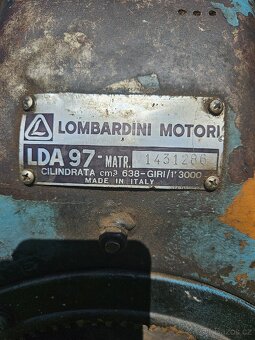 LOMBARDINI MOTORI
LDA 97 - MATR. 1431286
CILINDRATA cm³ 638-GIRI/1' 3000
MADE IN ITALY